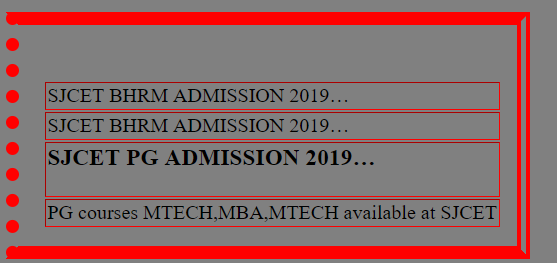 SJCET BHRM ADMISSION 2019…
SJCET BHRM ADMISSION 2019…
SJCET PG ADMISSION 2019…
PG courses MTECH,MBA,MTECH available at SJCET